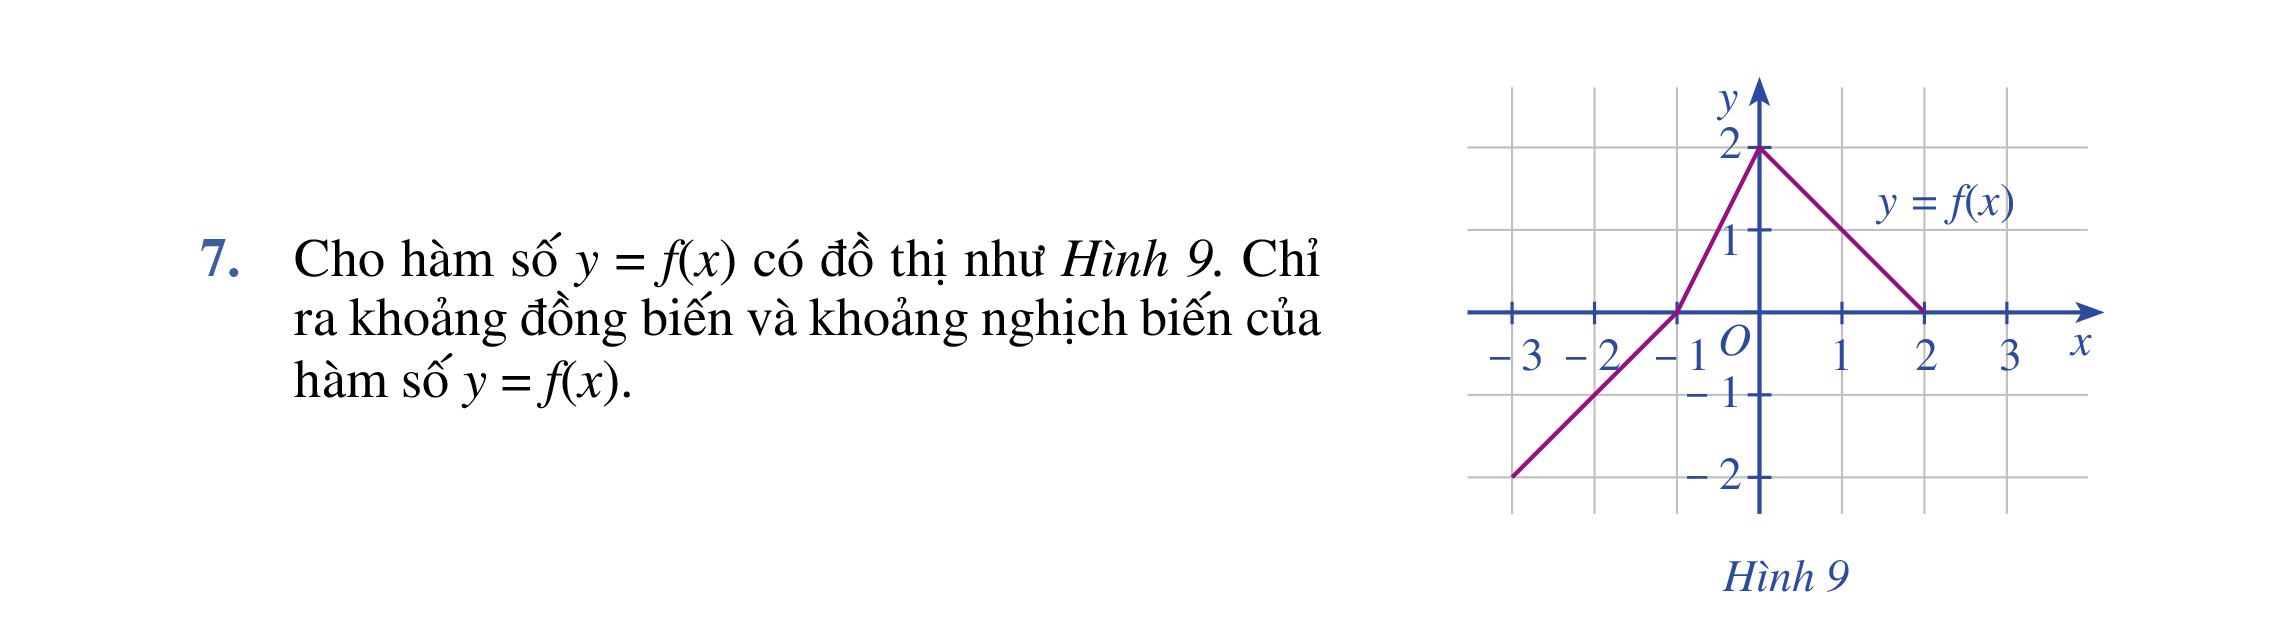 7. Cho hàm số y = f(x) có đồ thị như Hình 9. Chỉ
ra khoảng đồng biến và khoảng nghịch biến của
hàm số y = f(x).
y
2
y = f(x)
1
O
– 3 – 2 – 1 1 2 3 x
– 1
– 2
Hình 9